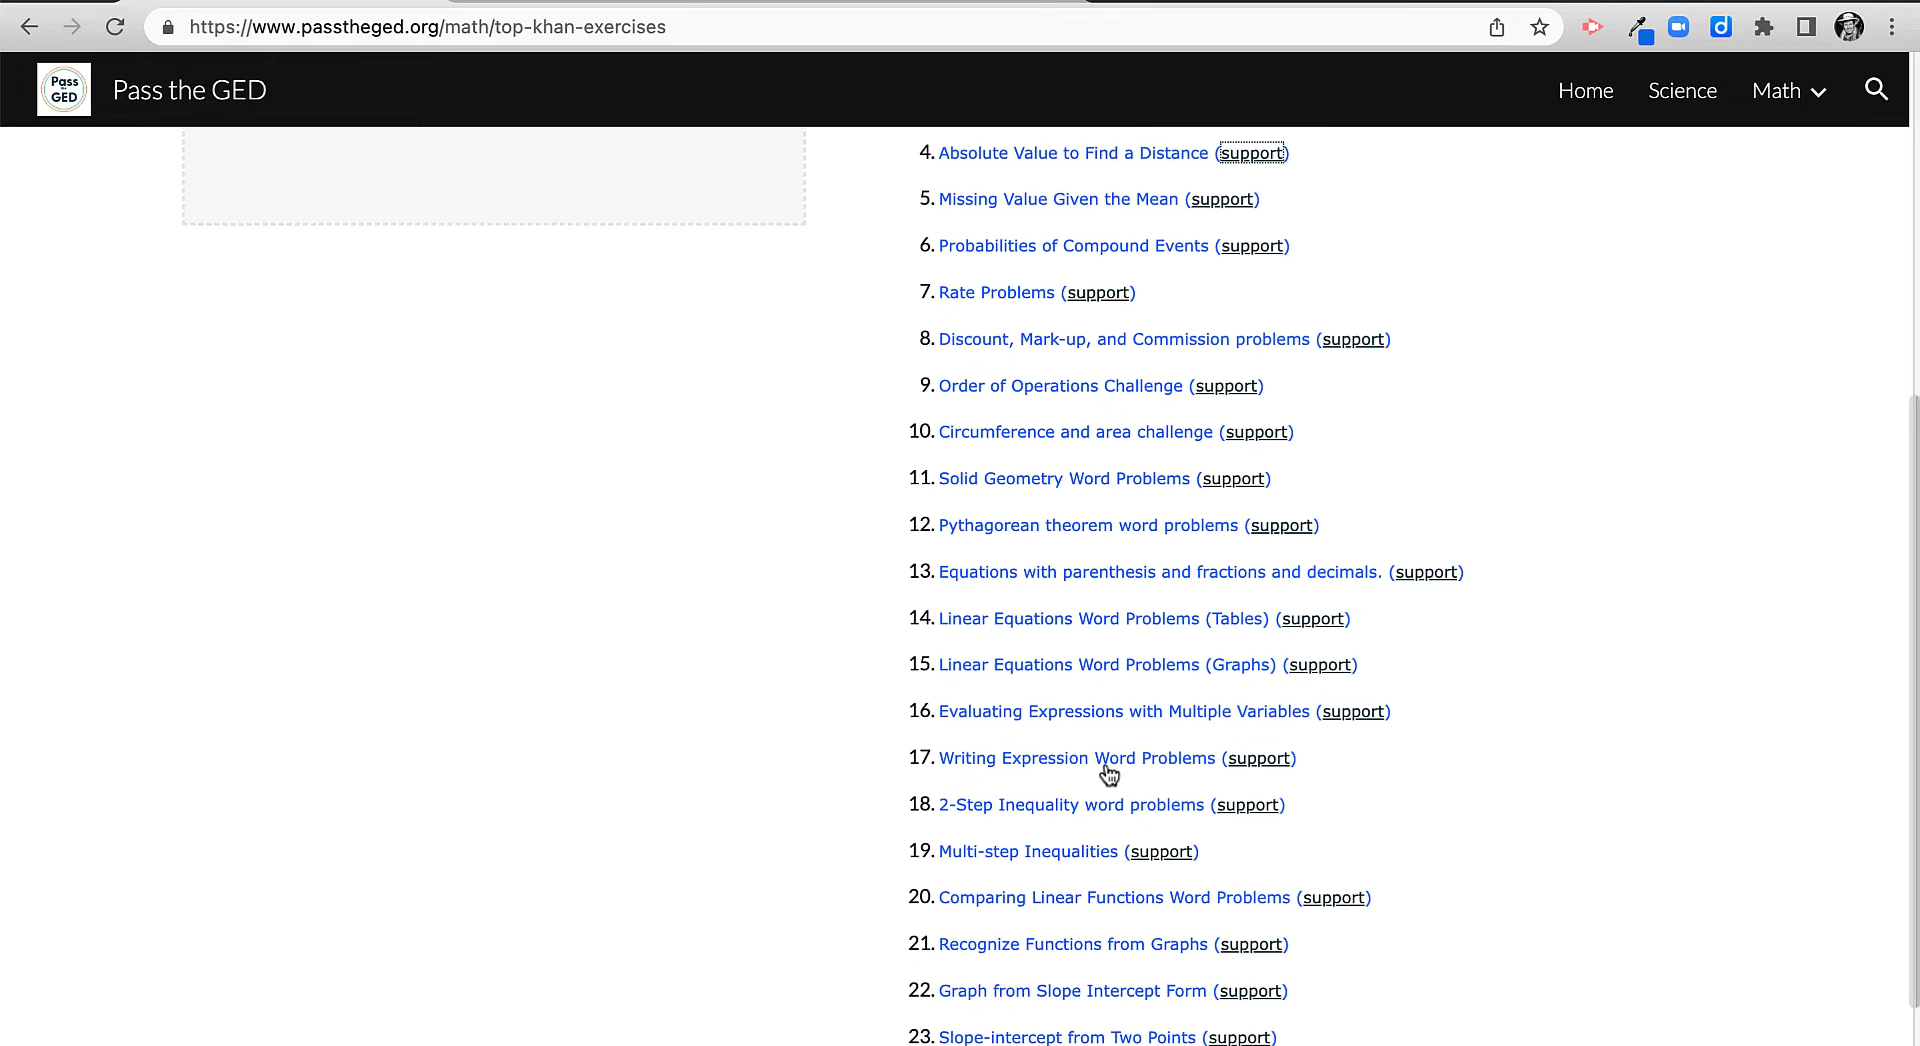 https://www.passtheged.org/math/top-khan-exercises
Pass
GED
Pass the GED
Home Science Math
4. Absolute Value to Find a Distance (support)
5. Missing Value Given the Mean (support)
6. Probabilities of Compound Events (support)
7. Rate Problems (support)
8. Discount, Mark-up, and Commission problems (support)
9. Order of Operations Challenge (support)
10. Circumference and area challenge (support)
11. Solid Geometry Word Problems (support)
12. Pythagorean theorem word problems (support)
13. Equations with parenthesis and fractions and decimals. (support)
14. Linear Equations Word Problems (Tables) (support)
15. Linear Equations Word Problems (Graphs) (support)
16. Evaluating Expressions with Multiple Variables (support)
17. Writing Expression Word Problems (support)
18. 2-Step Inequality word problems (support)
19. Multi-step Inequalities (support)
20. Comparing Linear Functions Word Problems (support)
21. Recognize Functions from Graphs (support)
22. Graph from Slope Intercept Form (support)
23. Slope-intercept from Two Points (support)